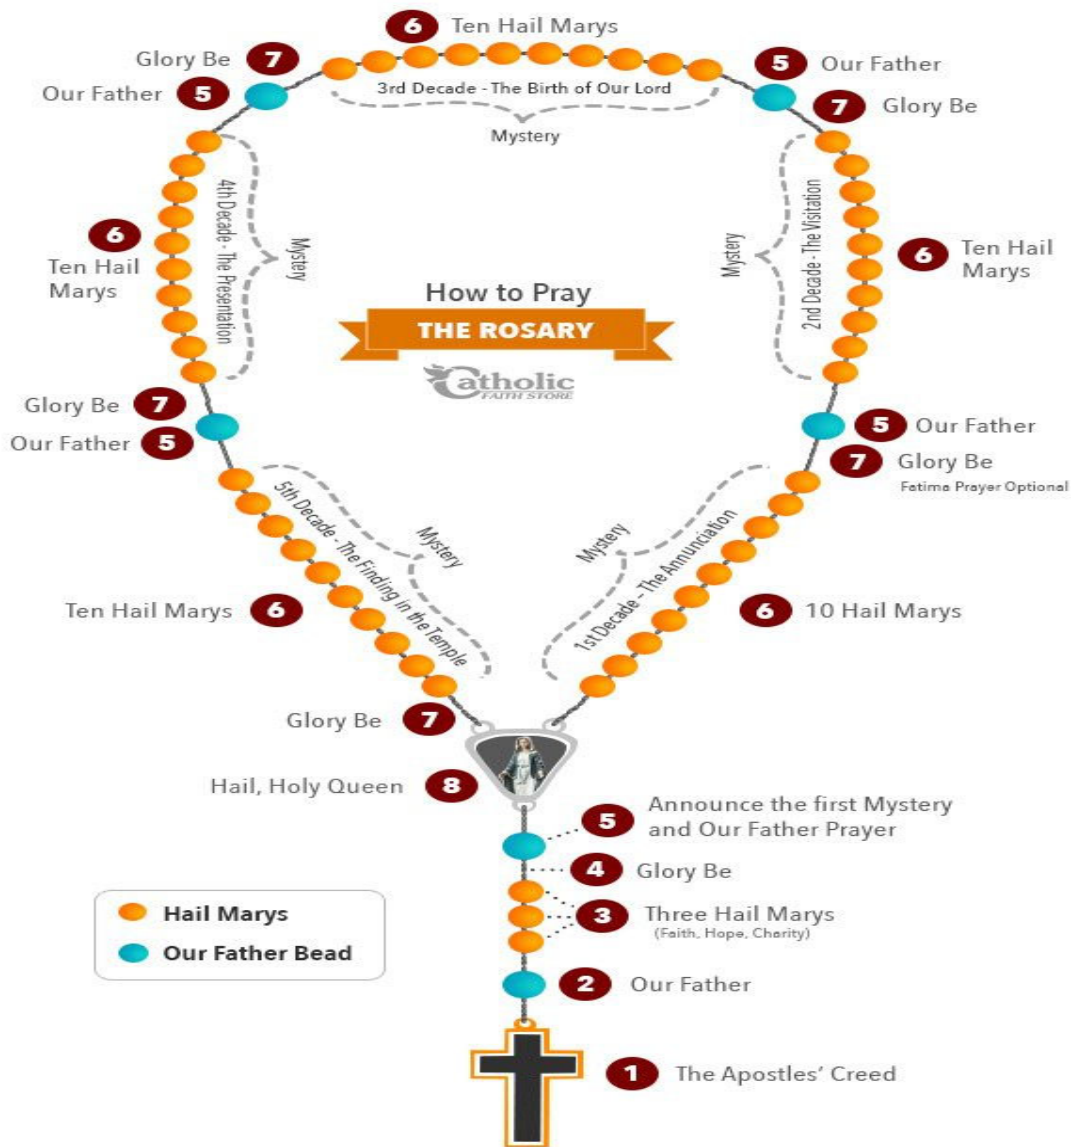 6 Ten Hail Marys
Glory Be 7
Our Father 5
5 Our Father
7 Glory Be
3rd Decade - The Birth of Our Lord
Mystery
4th Decade - The Presentation
Mystery
6
Ten Hail
Marys
Mystery
2nd Decade - The Visitation
6 Ten Hail
Marys
How to Pray
THE ROSARY
Catholic
FAITH STORE
Glory Be 7
Our Father 5
5 Our Father
7 Glory Be
Fatima Prayer Optional
5th Decade - The Finding in the Temple
Mystery
Mystery
1st Decade - The Annunciation
Ten Hail Marys 6
6 10 Hail Marys
Glory Be 7
Hail, Holy Queen 8
5 Announce the first Mystery
and Our Father Prayer
4 Glory Be
3 Three Hail Marys
(Faith, Hope, Charity)
Hail Marys
Our Father Bead
2 Our Father
1 The Apostles’ Creed